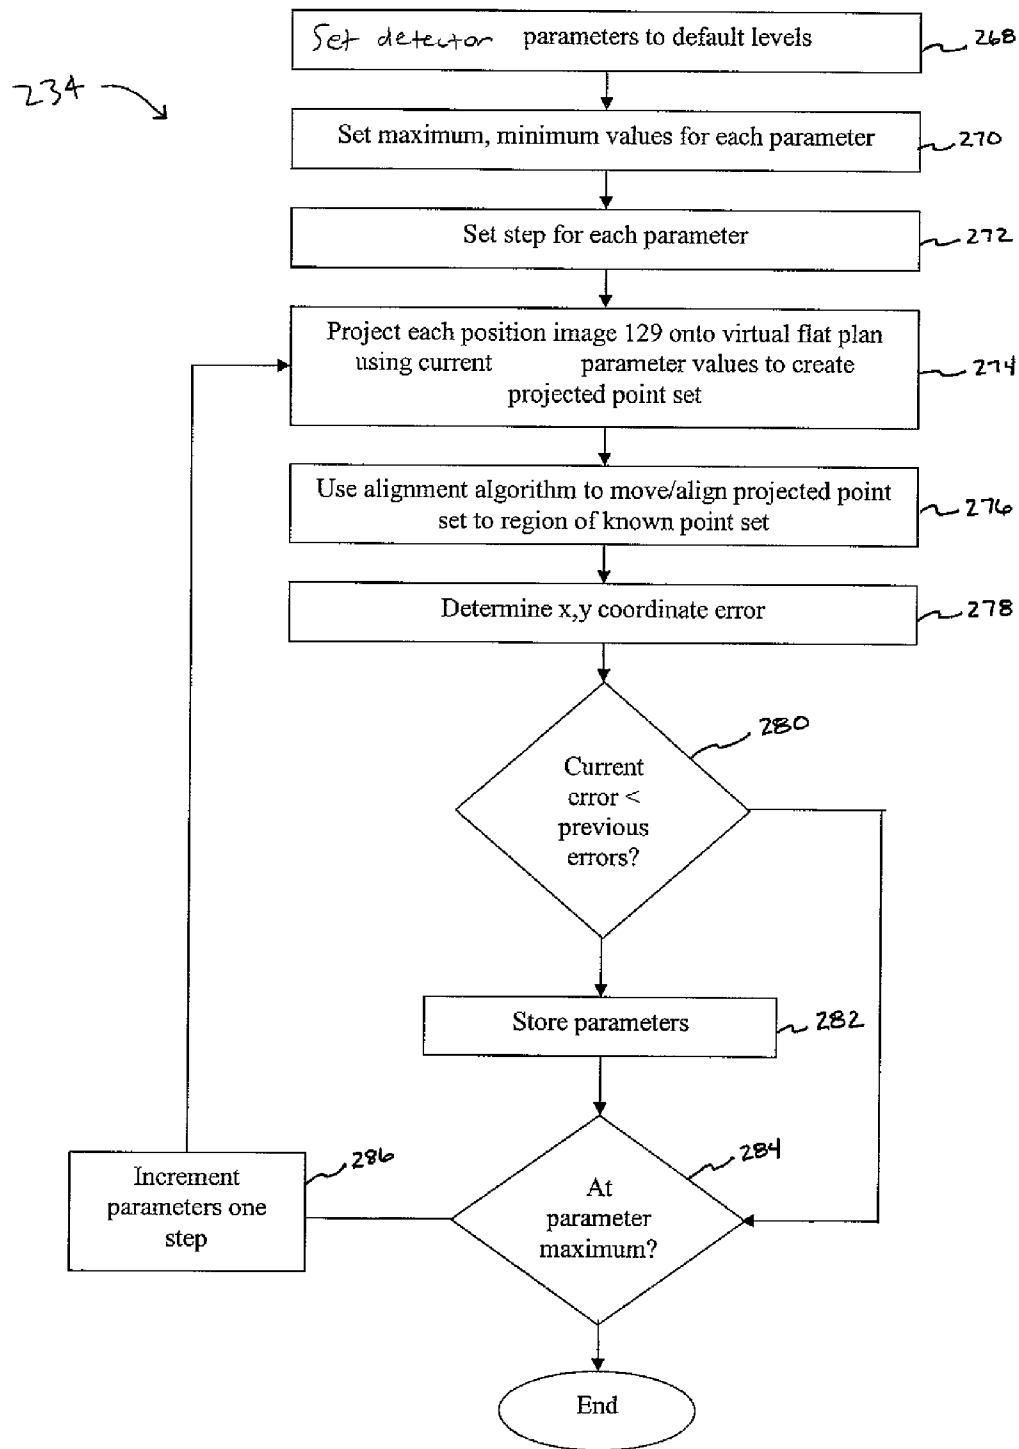 Set detector parameters to default levels
268
234
Set maximum, minimum values for each parameter
270
Set step for each parameter
272
Project each position image 129 onto virtual flat plan
using current parameter values to create
projected point set
274
Use alignment algorithm to move/align projected point
set to region of known point set
276
Determine x,y coordinate error
278
280
Current
error <
previous
errors?
Store parameters
282
284
At
parameter
maximum?
286
Increment
parameters one
step
End